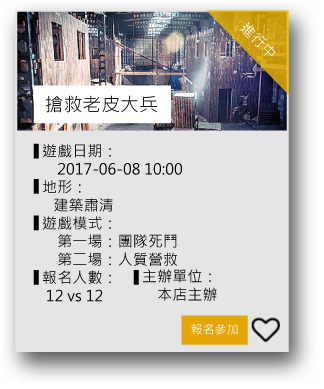 進行中
搶救老皮大兵
遊戲日期：
2017-06-08 10:00
地形：
建築肅清
遊戲模式：
第一場：團隊死鬥
第二場：人質營救
報名人數： 主辦單位：
12 vs 12 本店主辦
報名參加